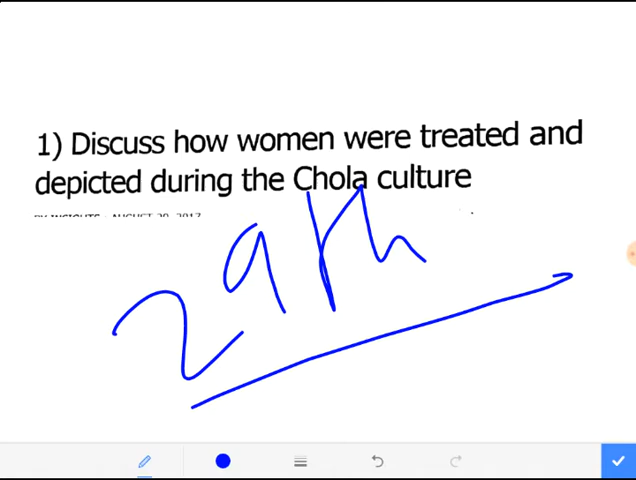 1) Discuss how women were treated and
depicted during the Chola culture
29th